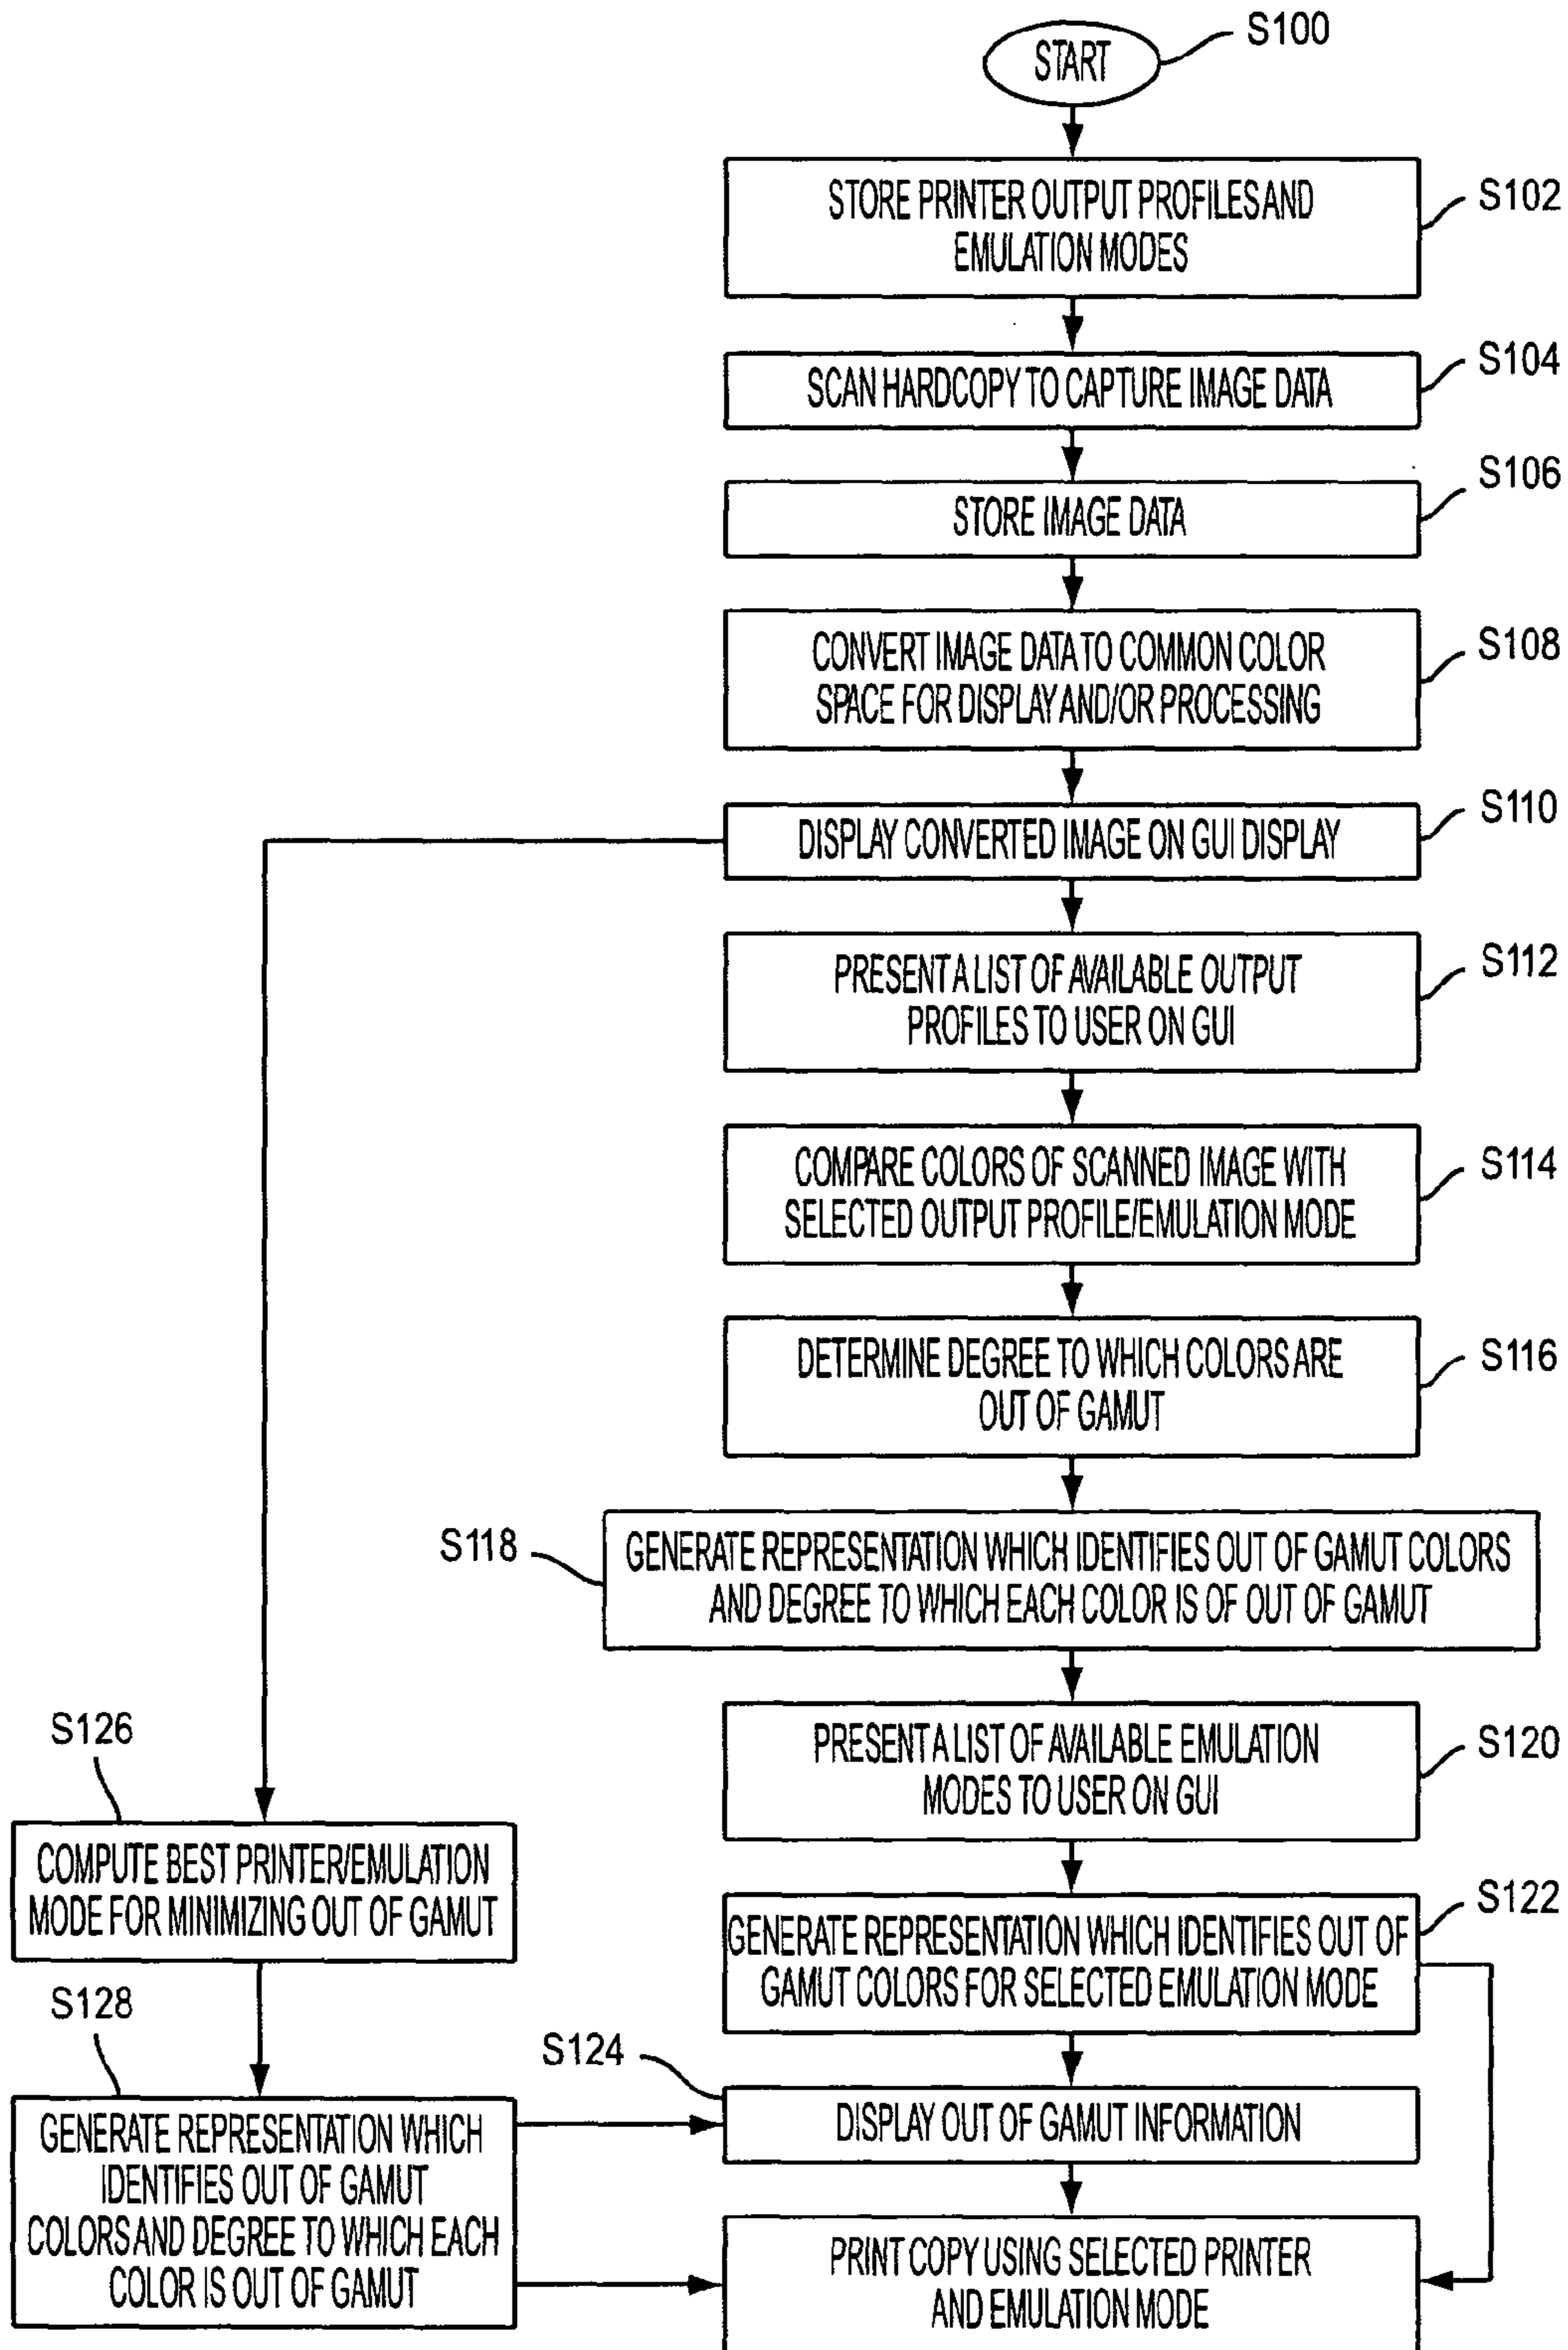 START
S100
STORE PRINTER OUTPUT PROFILES AND
EMULATION MODES
S102
SCAN HARDCOPY TO CAPTURE IMAGE DATA
S104
STORE IMAGE DATA
S106
CONVERT IMAGE DATA TO COMMON COLOR
SPACE FOR DISPLAY AND/OR PROCESSING
S108
DISPLAY CONVERTED IMAGE ON GUI DISPLAY
S110
PRESENT A LIST OF AVAILABLE OUTPUT
PROFILES TO USER ON GUI
S112
COMPARE COLORS OF SCANNED IMAGE WITH
SELECTED OUTPUT PROFILE/EMULATION MODE
S114
DETERMINE DEGREE TO WHICH COLORS ARE
OUT OF GAMUT
S116
S118
GENERATE REPRESENTATION WHICH IDENTIFIES OUT OF GAMUT COLORS
AND DEGREE TO WHICH EACH COLOR IS OF OUT OF GAMUT
PRESENT A LIST OF AVAILABLE EMULATION
MODES TO USER ON GUI
S120
S126
COMPUTE BEST PRINTER/EMULATION
MODE FOR MINIMIZING OUT OF GAMUT
GENERATE REPRESENTATION WHICH IDENTIFIES OUT OF
GAMUT COLORS FOR SELECTED EMULATION MODE
S122
S128
GENERATE REPRESENTATION WHICH
IDENTIFIES OUT OF GAMUT
COLORS AND DEGREE TO WHICH EACH
COLOR IS OUT OF GAMUT
S124
DISPLAY OUT OF GAMUT INFORMATION
PRINT COPY USING SELECTED PRINTER
AND EMULATION MODE